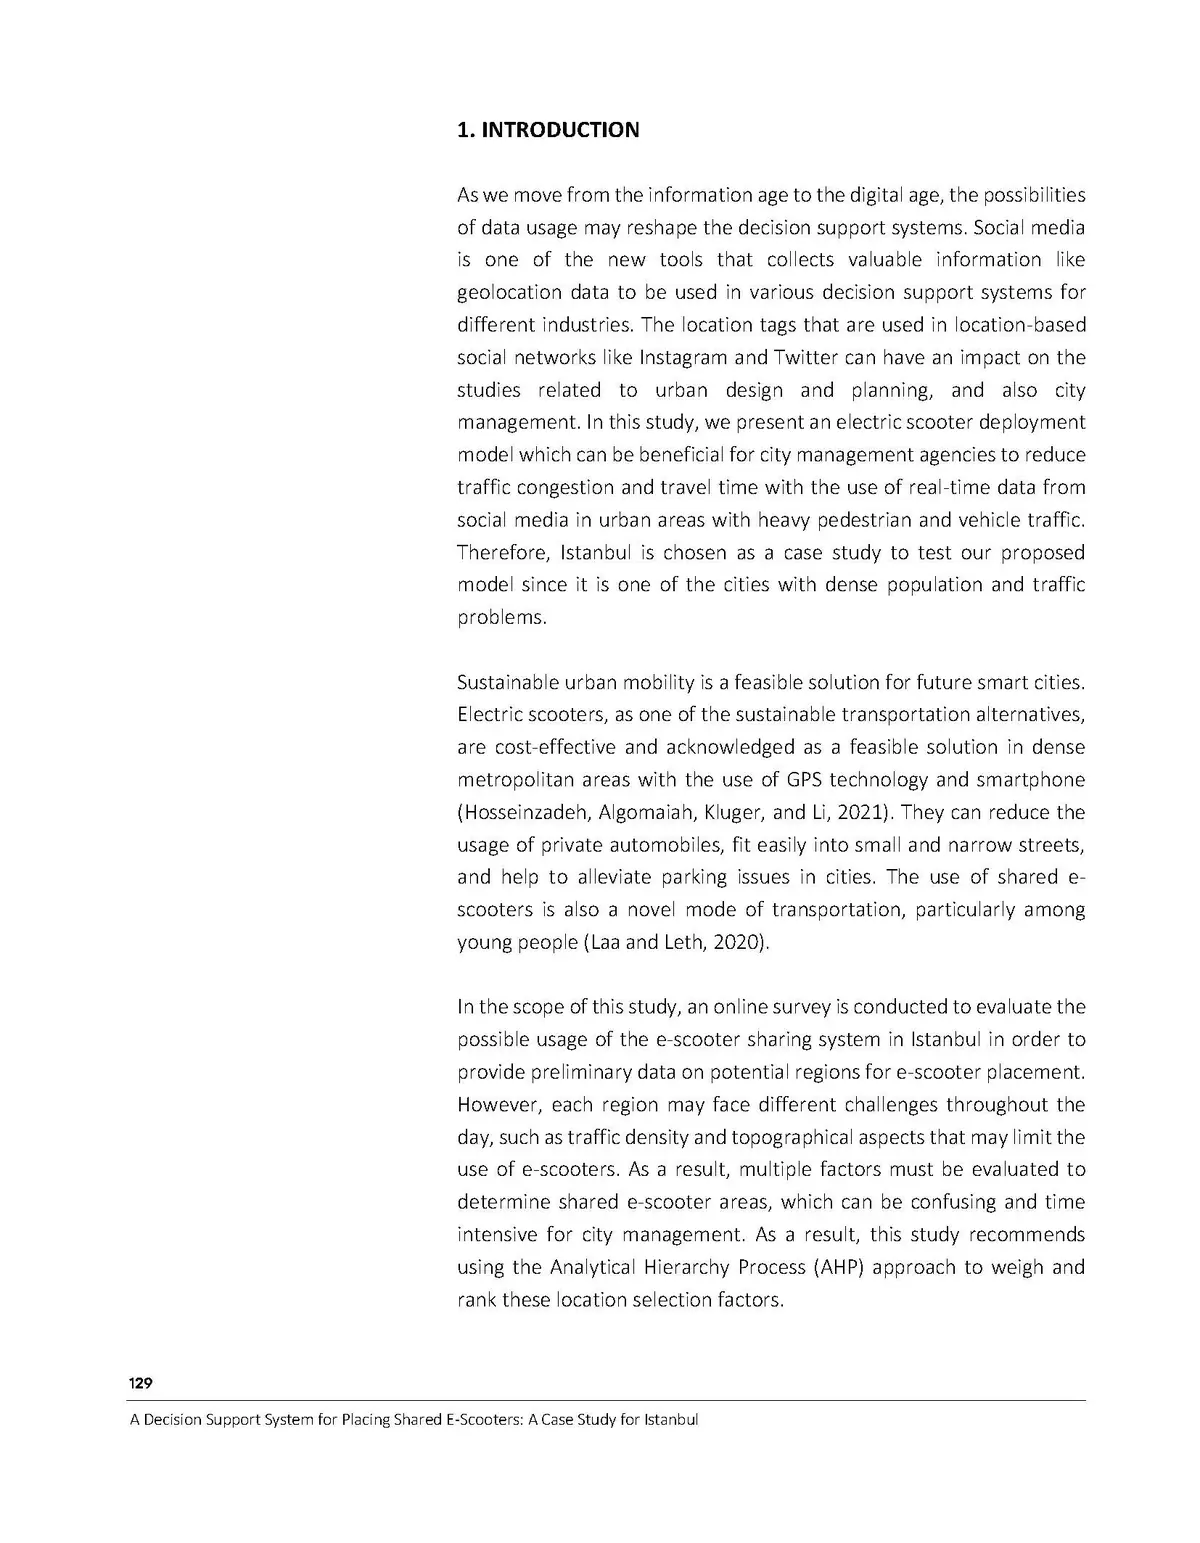 1. INTRODUCTION
As we move from the information age to the digital age, the possibilities
of data usage may reshape the decision support systems. Social media
is one of the new tools that collects valuable information like
geolocation data to be used in various decision support systems for
different industries. The location tags that are used in location-based
social networks like Instagram and Twitter can have an impact on the
studies related to urban design and planning, and also city
management. In this study, we present an electric scooter deployment
model which can be beneficial for city management agencies to reduce
traffic congestion and travel time with the use of real-time data from
social media in urban areas with heavy pedestrian and vehicle traffic.
Therefore, Istanbul is chosen as a case study to test our proposed
model since it is one of the cities with dense population and traffic
problems.
Sustainable urban mobility is a feasible solution for future smart cities.
Electric scooters, as one of the sustainable transportation alternatives,
are cost-effective and acknowledged as a feasible solution in dense
metropolitan areas with the use of GPS technology and smartphone
(Hosseinzadeh, Algomaiah, Kluger, and Li, 2021). They can reduce the
usage of private automobiles, fit easily into small and narrow streets,
and help to alleviate parking issues in cities. The use of shared e-
scooters is also a novel mode of transportation, particularly among
young people (Laa and Leth, 2020).
In the scope of this study, an online survey is conducted to evaluate the
possible usage of the e-scooter sharing system in Istanbul in order to
provide preliminary data on potential regions for e-scooter placement.
However, each region may face different challenges throughout the
day, such as traffic density and topographical aspects that may limit the
use of e-scooters. As a result, multiple factors must be evaluated to
determine shared e-scooter areas, which can be confusing and time
intensive for city management. As a result, this study recommends
using the Analytical Hierarchy Process (AHP) approach to weigh and
rank these location selection factors.
129
A Decision Support System for Placing Shared E-Scooters: A Case Study for Istanbul